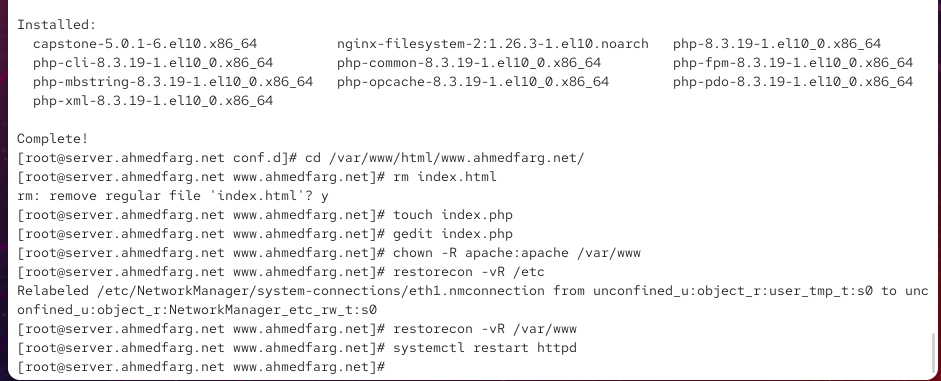 Installed:
  capstone-5.0.1-6.el10.x86_64          nginx-filesystem-2:1.26.3-1.el10.noarch   php-8.3.19-1.el10_0.x86_64
  php-cli-8.3.19-1.el10_0.x86_64        php-common-8.3.19-1.el10_0.x86_64         php-fpm-8.3.19-1.el10_0.x86_64
  php-mbstring-8.3.19-1.el10_0.x86_64   php-opcache-8.3.19-1.el10_0.x86_64        php-pdo-8.3.19-1.el10_0.x86_64
  php-xml-8.3.19-1.el10_0.x86_64

Complete!
[root@server.ahmedfarg.net conf.d]# cd /var/www/html/www.ahmedfarg.net/
[root@server.ahmedfarg.net www.ahmedfarg.net]# rm index.html
rm: remove regular file 'index.html'? y
[root@server.ahmedfarg.net www.ahmedfarg.net]# touch index.php
[root@server.ahmedfarg.net www.ahmedfarg.net]# gedit index.php
[root@server.ahmedfarg.net www.ahmedfarg.net]# chown -R apache:apache /var/www
[root@server.ahmedfarg.net www.ahmedfarg.net]# restorecon -vR /etc
Relabeled /etc/NetworkManager/system-connections/eth1.nmconnection from unconfined_u:object_r:user_tmp_t:s0 to unc
onfined_u:object_r:NetworkManager_etc_rw_t:s0
[root@server.ahmedfarg.net www.ahmedfarg.net]# restorecon -vR /var/www
[root@server.ahmedfarg.net www.ahmedfarg.net]# systemctl restart httpd
[root@server.ahmedfarg.net www.ahmedfarg.net]#